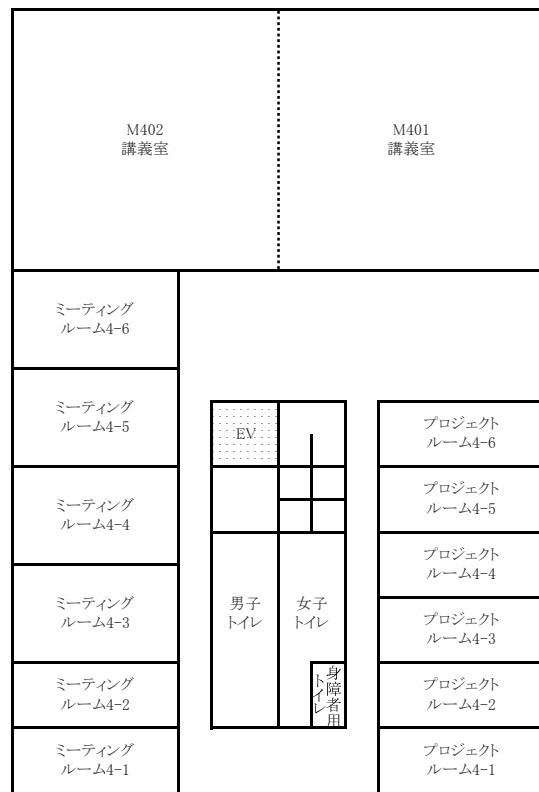 M402
講義室
M401
講義室
ミーティング
ルーム4-6
ミーティング
ルーム4-5
EV
プロジェクト
ルーム4-6
プロジェクト
ルーム4-5
ミーティング
ルーム4-4
プロジェクト
ルーム4-4
ミーティング
ルーム4-3
男子
トイレ
女子
トイレ
プロジェクト
ルーム4-3
ミーティング
ルーム4-2
身障者用
トイレ
プロジェクト
ルーム4-2
ミーティング
ルーム4-1
プロジェクト
ルーム4-1